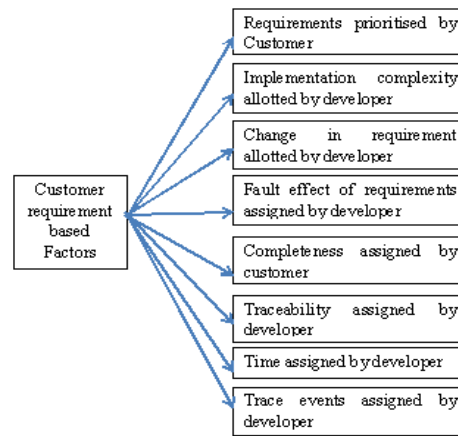 Requirements prioritised by
Customer
Implementation complexity
allotted by developer
Change in requirement
allotted by developer
Customer
requirement
based
Factors
Fault effect of requirements
assigned by developer
Completeness assigned by
customer
Traceability assigned by
developer
Time assigned by developer
Trace events assigned by
developer